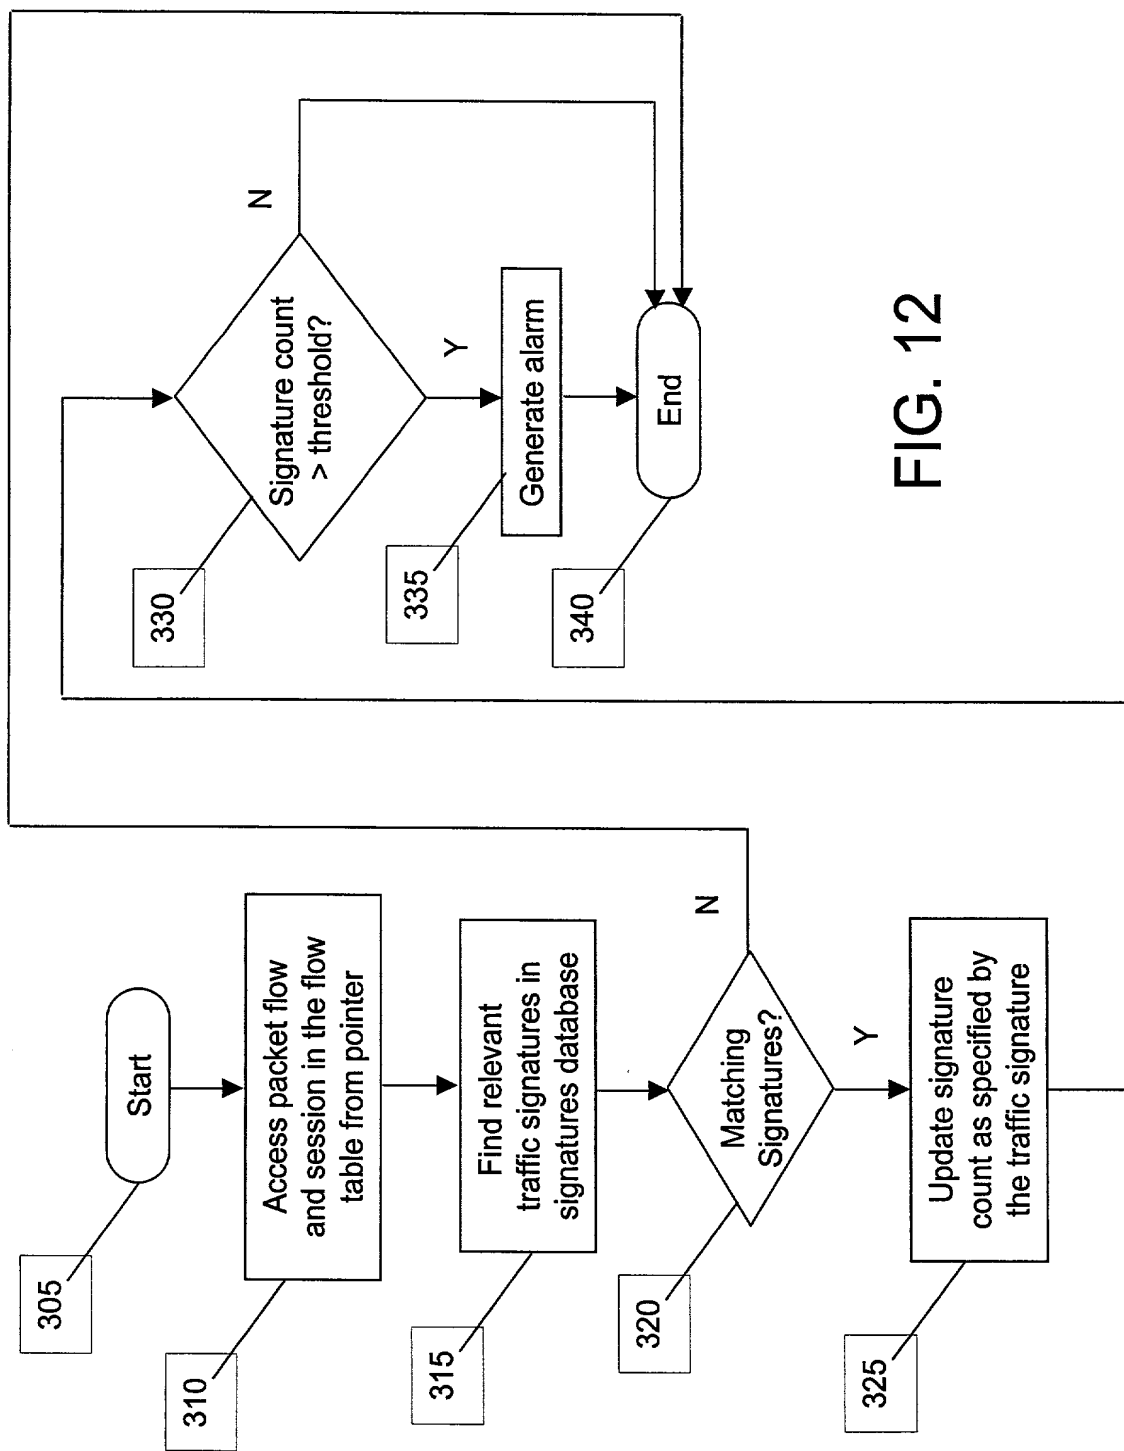 305
Start
310
Access packet flow
and session in the flow
table from pointer
315
Find relevant
traffic signatures in
signatures database
320
Matching
Signatures?
N
Y
325
Update signature
count as specified by
the traffic signature
330
Signature count
> threshold?
N
Y
335
Generate alarm
340
End
FIG. 12